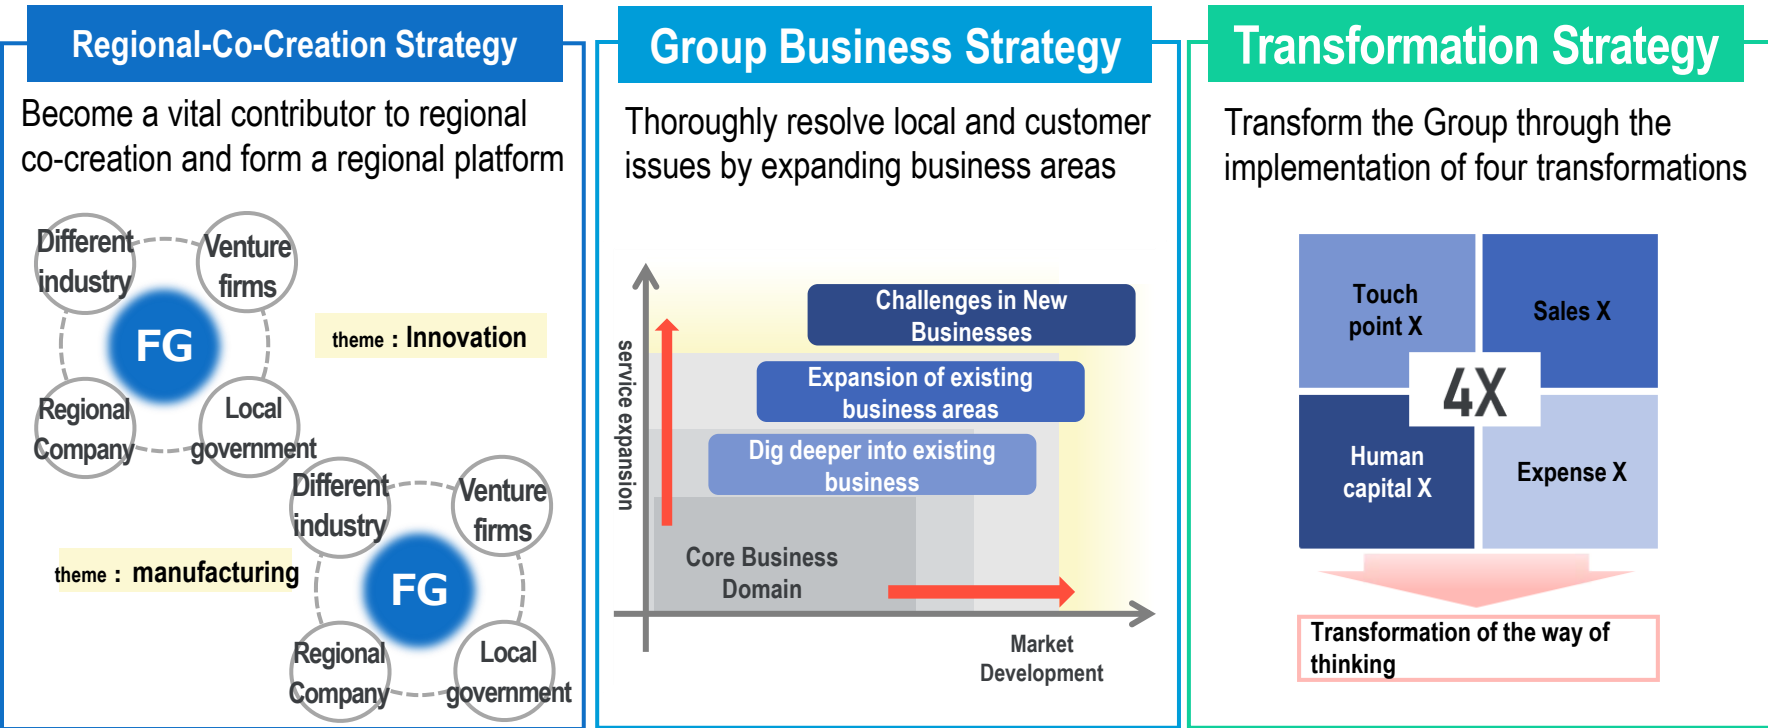 Regional-Co-Creation Strategy
Become a vital contributor to regional
co-creation and form a regional platform
Different
industry
Venture
firms
FG
Regional
Company
Local
government
theme : Innovation
Different
industry
Venture
firms
FG
Regional
Company
Local
government
theme : manufacturing
Group Business Strategy
Thoroughly resolve local and customer
issues by expanding business areas
service expansion
Challenges in New
Businesses
Expansion of existing
business areas
Dig deeper into existing
business
Core Business
Domain
Market
Development
Transformation Strategy
Transform the Group through the
implementation of four transformations
Touch
point X
Sales X
4X
Human
capital X
Expense X
Transformation of the way of
thinking